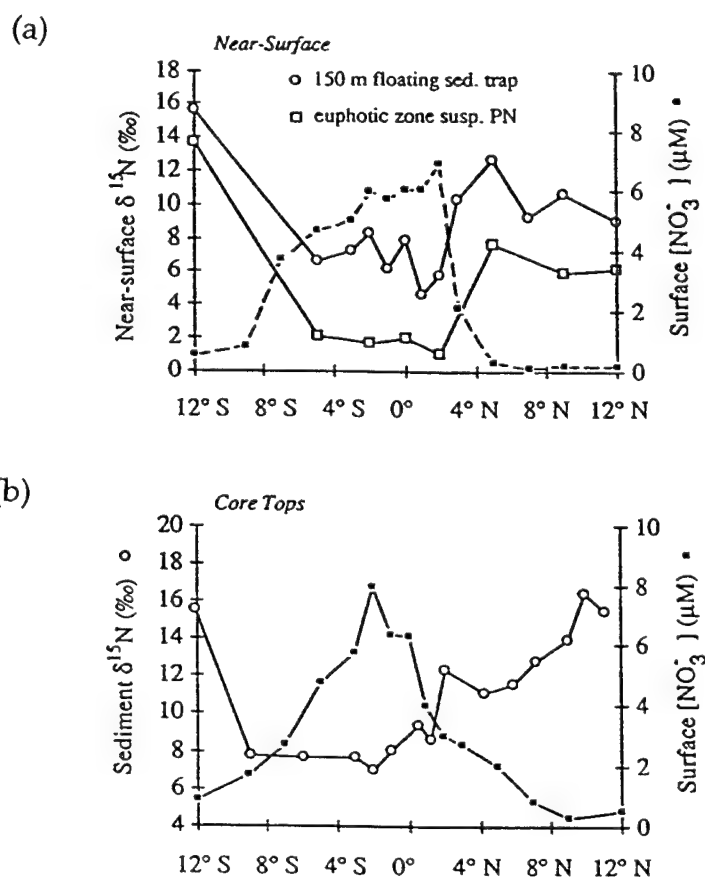 (a)
Near-Surface
150 m floating sed. trap
euphotic zone susp. PN
Near-surface δ ¹⁵N (‰)
18
16
14
12
10
8
6
4
2
0
10
8
6
4
2
0
Surface [NO₃⁻] (µM)
12° S 8° S 4° S 0° 4° N 8° N 12° N
b)
Core Tops
Sediment δ¹⁵N (‰)
20
18
16
14
12
10
8
6
4
10
8
6
4
2
0
Surface [NO₃⁻] (µM)
12° S 8° S 4° S 0° 4° N 8° N 12° N